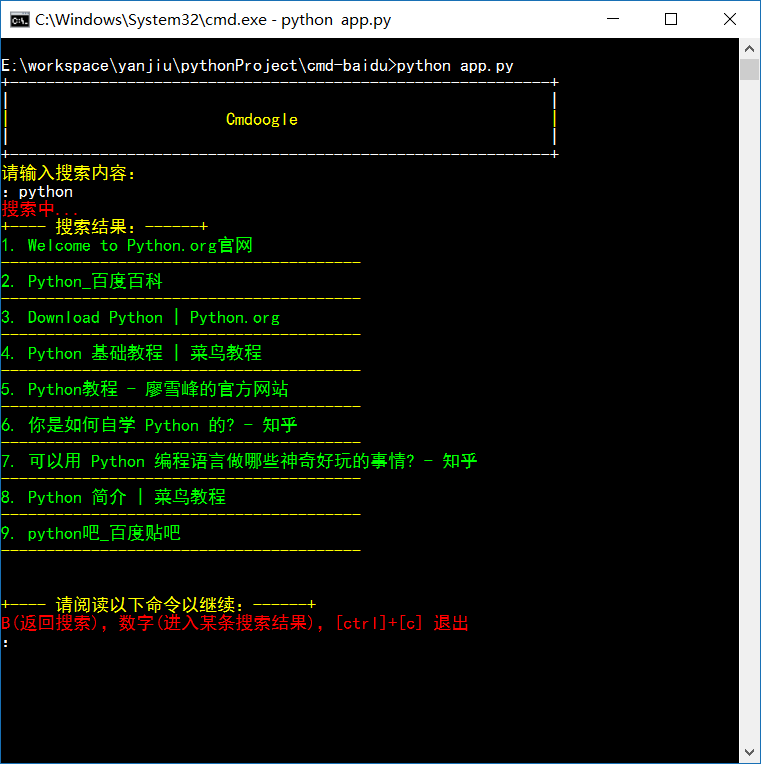 C:\Windows\System32\cmd.exe - python  app.py
E:\workspace\yanjiu\pythonProject\cmd-baidu>python app.py
+------------------------------------------------------------+
|                                                            |
|                        Cmdoogle                            |
|                                                            |
+------------------------------------------------------------+
请输入搜索内容：
：python
搜索中...
+---- 搜索结果：------+
1. Welcome to Python.org官网
----------------------------------------
2. Python_百度百科
----------------------------------------
3. Download Python | Python.org
----------------------------------------
4. Python 基础教程 | 菜鸟教程
----------------------------------------
5. Python教程 - 廖雪峰的官方网站
----------------------------------------
6. 你是如何自学 Python 的? - 知乎
----------------------------------------
7. 可以用 Python 编程语言做哪些神奇好玩的事情? - 知乎
----------------------------------------
8. Python 简介 | 菜鸟教程
----------------------------------------
9. python吧_百度贴吧
----------------------------------------
+---- 请阅读以下命令以继续：------+
B(返回搜索)，数字(进入某条搜索结果)，[ctrl]+[c] 退出
：